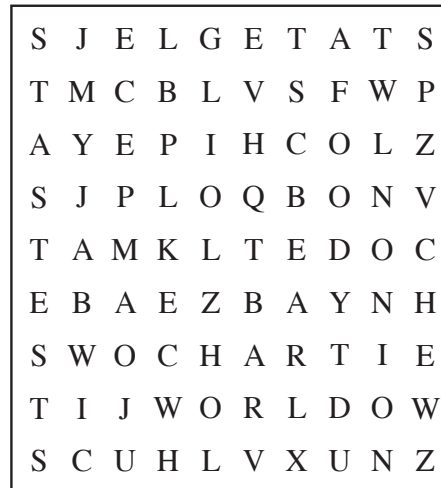 S J E L G E T A T S
T M C B L V S F W P
A Y E P I H C O L Z
S J P L O Q B O N V
T A M K L T E D O C
E B A E Z B A Y N H
S W O C H A R T I E
T I J W O R L D O W
S C U H L V X U N Z